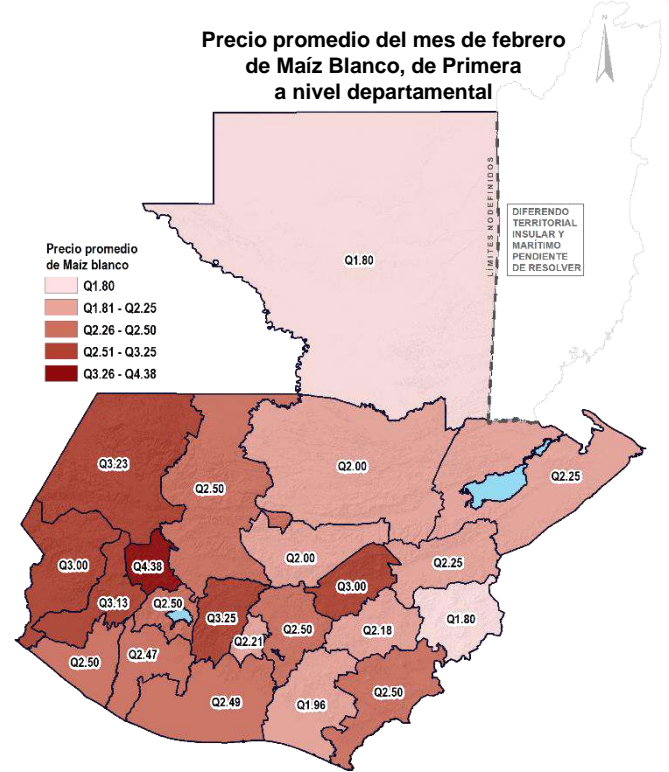 Precio promedio del mes de febrero
de Maíz Blanco, de Primera
a nivel departamental
N
LÍMITES NO DEFINIDOS
DIFERENDO
TERRITORIAL
INSULAR Y
MARÍTIMO
PENDIENTE
DE RESOLVER
Precio promedio
de Maíz blanco
Q1.80
Q1.81 - Q2.25
Q2.26 - Q2.50
Q2.51 - Q3.25
Q3.26 - Q4.38
Q1.80
Q3.23
Q2.50
Q2.00
Q2.25
Q3.00
Q4.38
Q2.00
Q2.25
Q3.00
Q3.13
Q2.50
Q3.25
Q2.21
Q2.50
Q2.18
Q1.80
Q2.50
Q2.47
Q2.49
Q1.96
Q2.50